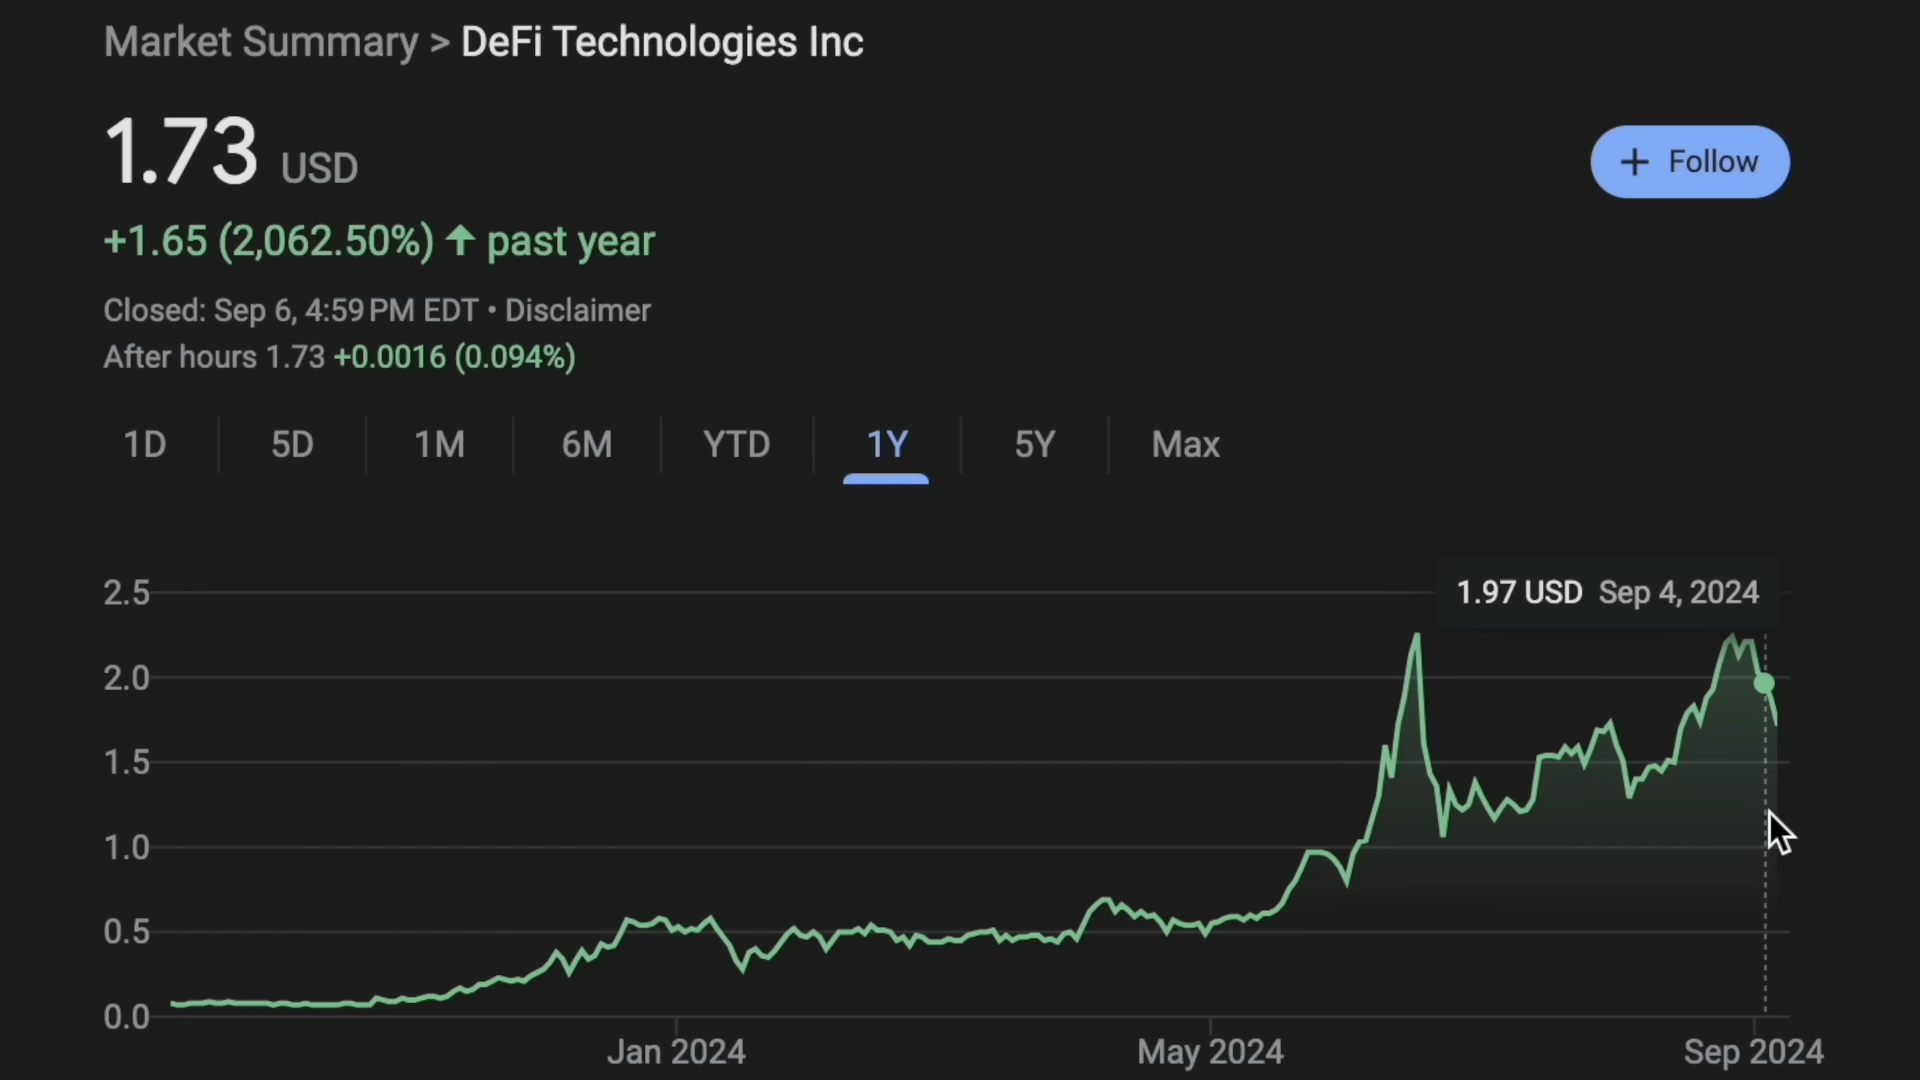 Market Summary > DeFi Technologies Inc
1.73 USD
+ Follow
+1.65 (2,062.50%) ↑ past year
Closed: Sep 6, 4:59 PM EDT • Disclaimer
After hours 1.73 +0.0016 (0.094%)
1D 5D 1M 6M YTD 1Y 5Y Max
1.97 USD Sep 4, 2024
2.5
2.0
1.5
1.0
0.5
0.0
Jan 2024 May 2024 Sep 2024